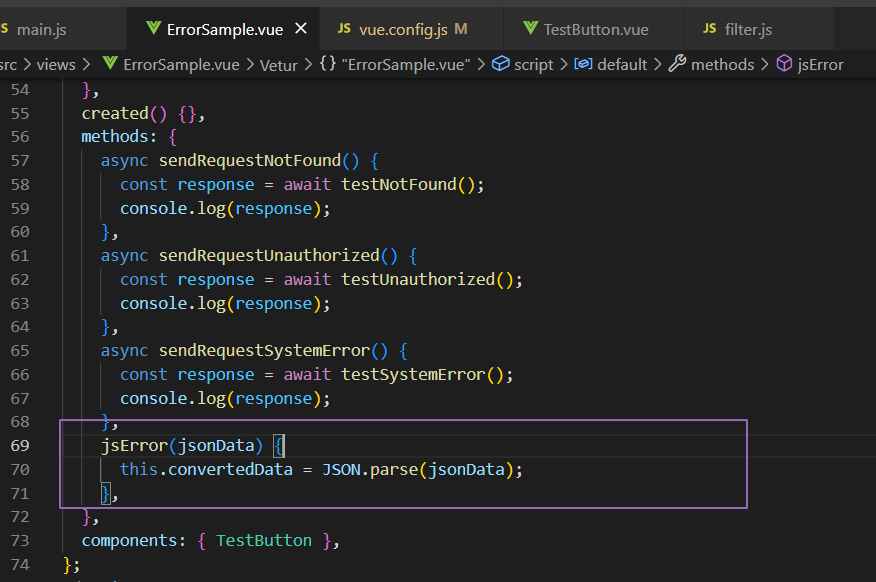 JS main.js ErrorSample.vue × JS vue.config.js M TestButton.vue JS filter.js
src > views > ErrorSample.vue > Vetur > {} "ErrorSample.vue" > script > default > methods > jsError
54 },
55 created() {},
56 methods: {
57 async sendRequestNotFound() {
58 const response = await testNotFound();
59 console.log(response);
60 },
61 async sendRequestUnauthorized() {
62 const response = await testUnauthorized();
63 console.log(response);
64 },
65 async sendRequestSystemError() {
66 const response = await testSystemError();
67 console.log(response);
68 },
69 jsError(jsonData) {
70 this.convertedData = JSON.parse(jsonData);
71 },
72 },
73 components: { TestButton },
74 };